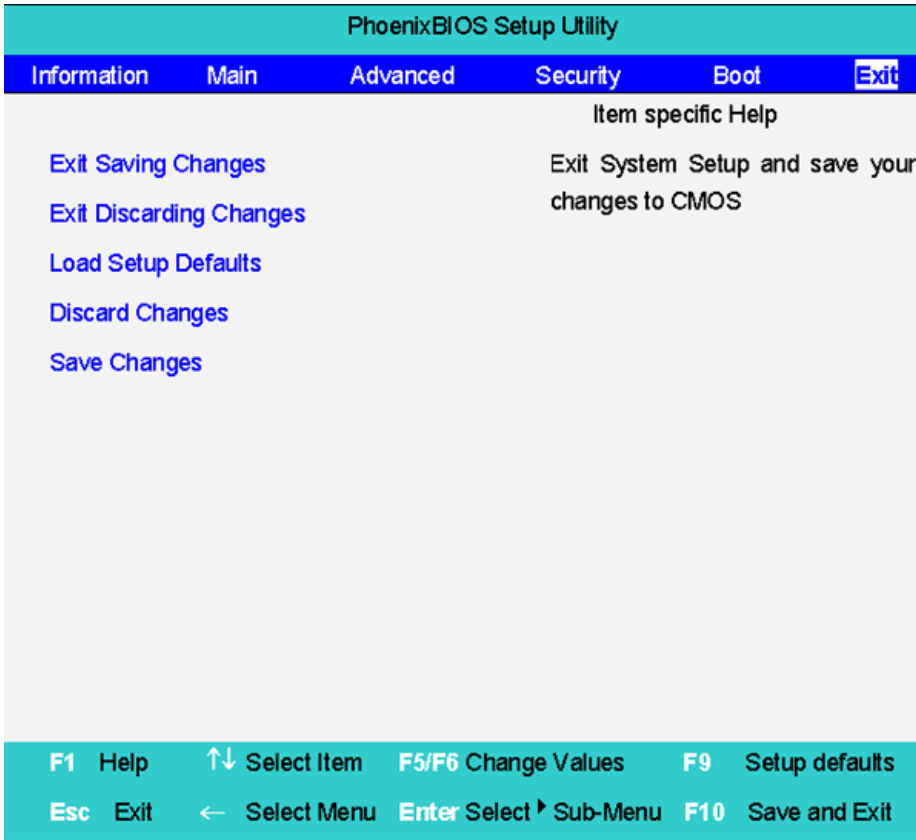 PhoenixBIOS Setup Utility
Information Main Advanced Security Boot Exit
Item specific Help
Exit Saving Changes
Exit Discarding Changes
Load Setup Defaults
Discard Changes
Save Changes
Exit System Setup and save your
changes to CMOS
F1 Help ↑↓ Select Item F5/F6 Change Values F9 Setup defaults
Esc Exit ← Select Menu Enter Select ▸ Sub-Menu F10 Save and Exit